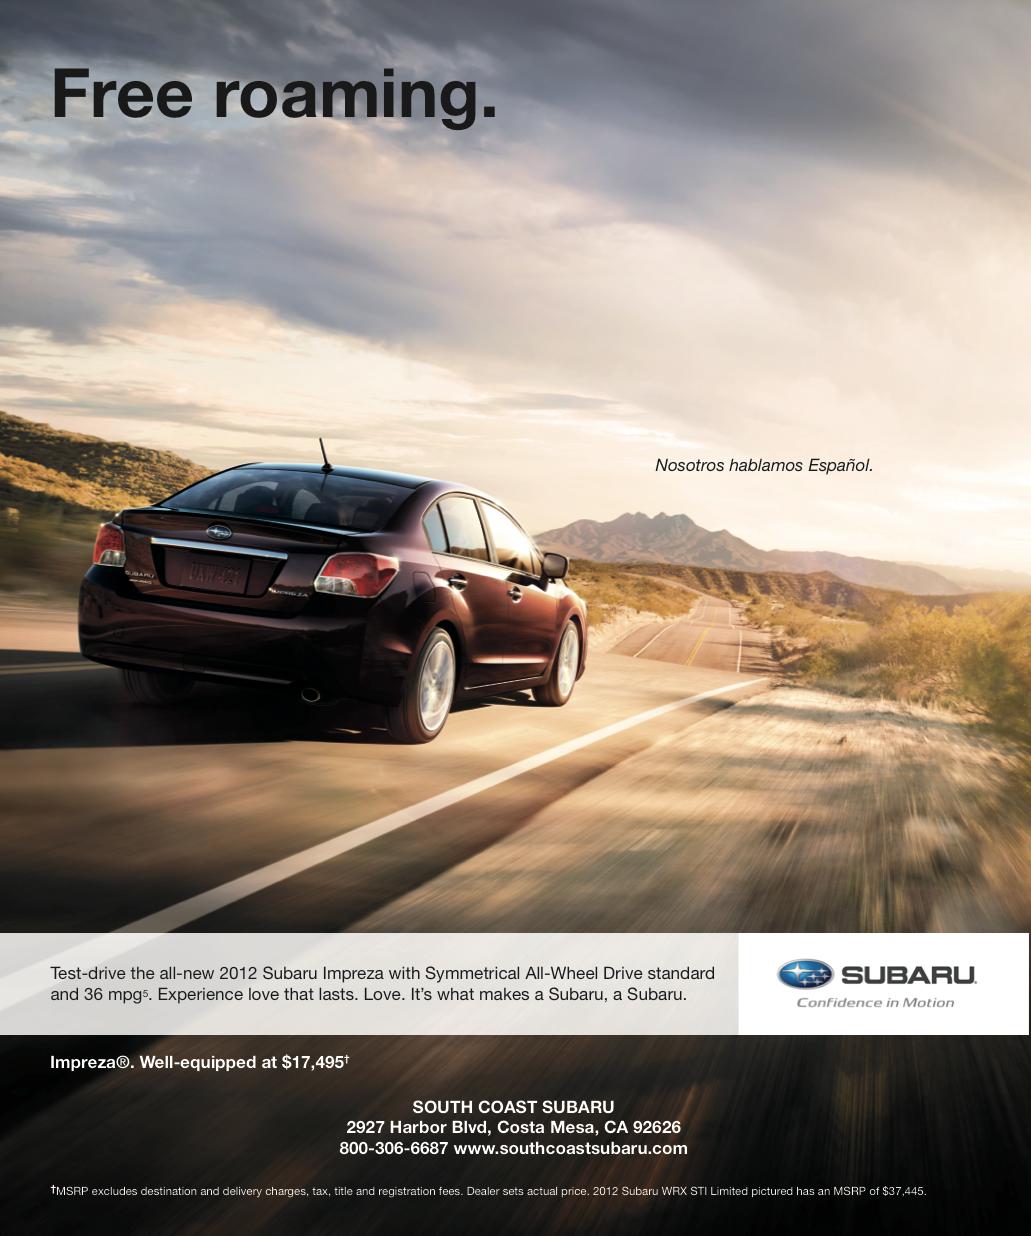 Free roaming.
Nosotros hablamos Español.
SUBARU
IMPREZA
Test-drive the all-new 2012 Subaru Impreza with Symmetrical All-Wheel Drive standard
and 36 mpg⁵. Experience love that lasts. Love. It's what makes a Subaru, a Subaru.
SUBARU.
Confidence in Motion
Impreza®. Well-equipped at $17,495†
SOUTH COAST SUBARU
2927 Harbor Blvd, Costa Mesa, CA 92626
800-306-6687 www.southcoastsubaru.com
†MSRP excludes destination and delivery charges, tax, title and registration fees. Dealer sets actual price. 2012 Subaru WRX STI Limited pictured has an MSRP of $37,445.